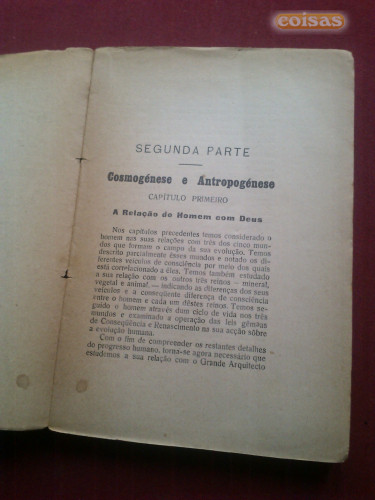 coisas
SEGUNDA PARTE
Cosmogénese e Antropogénese
CAPÍTULO PRIMEIRO
A Relação do Homem com Deus
Nos capítulos precedentes temos considerado o
homem nas suas relações com três dos cinco mun-
dos que formam o campo da sua evolução. Temos
descrito parcialmente êsses mundos e notado os di-
ferentes veículos de consciência por meio dos quais
está correlacionado a êles. Temos também estudado
a sua relação com os outros três reinos — mineral,
vegetal e animal, — indicando as diferenças dos seus
veículos e a conseqüente diferença de consciência
entre o homem e cada um dêstes reinos. Temos se-
guido o homem através dum ciclo de vida nos três
mundos e examinado a operação das leis gémeas
de Conseqüência e Renascimento na sua acção sôbre
a evolução humana.
Com o fim de compreender os restantes detalhes
do progresso humano, torna-se agora necessário que
estudemos a sua relação com o Grande Arquitecto